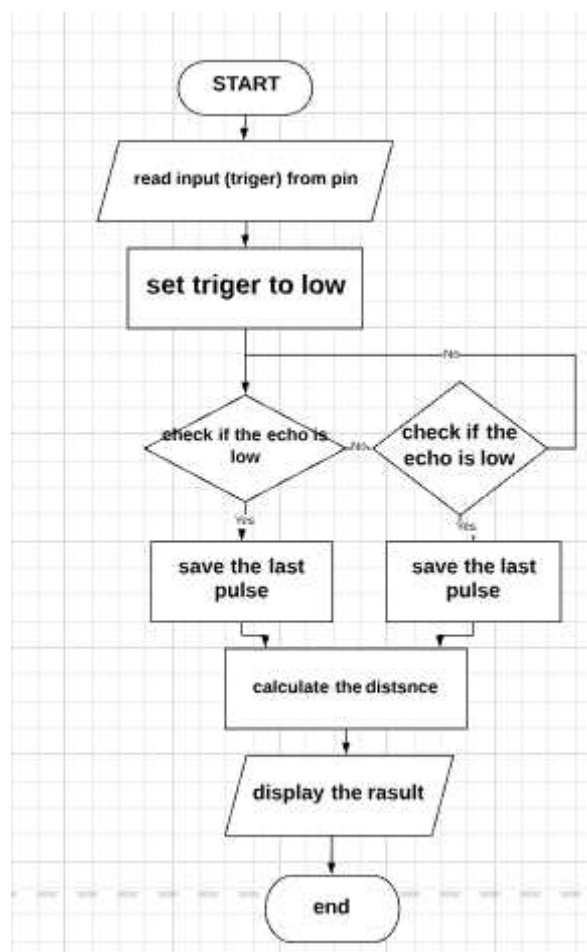 START
read input (triger) from pin
set triger to low
No
check if the echo is
low
No
check if the
echo is low
Yes
Yes
save the last
pulse
save the last
pulse
calculate the distsnce
display the rasult
end